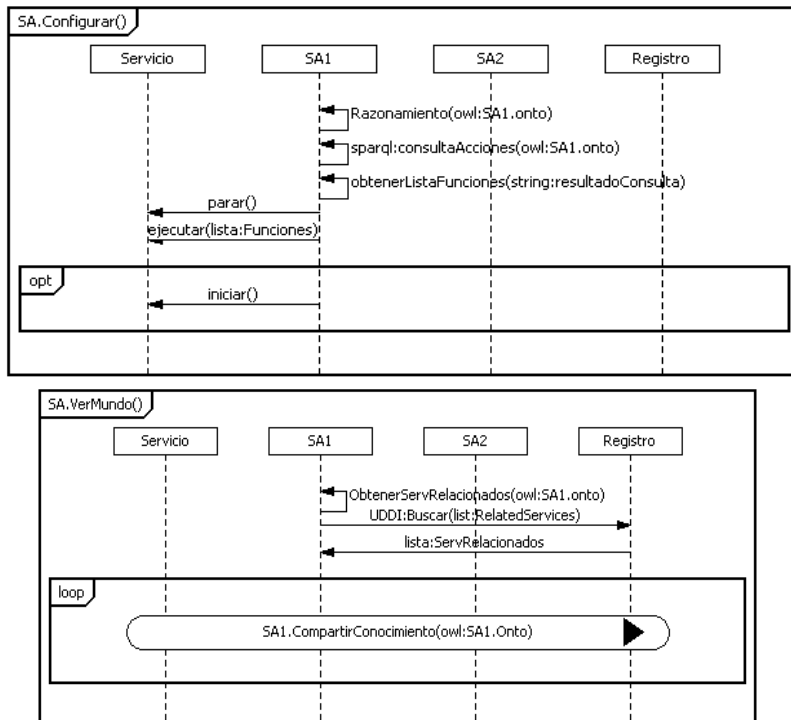 SA.Configurar()
Servicio
SA1
SA2
Registro
Razonamiento(owl:SA1.onto)
sparql:consultaAcciones(owl:SA1.onto)
obtenerListaFunciones(string:resultadoConsulta)
parar()
ejecutar(lista:Funciones)
opt
iniciar()
SA.VerMundo()
Servicio
SA1
SA2
Registro
ObtenerServRelacionados(owl:SA1.onto)
UDDI:Buscar(list:RelatedServices)
lista:ServRelacionados
loop
SA1.CompartirConocimiento(owl:SA1.Onto)